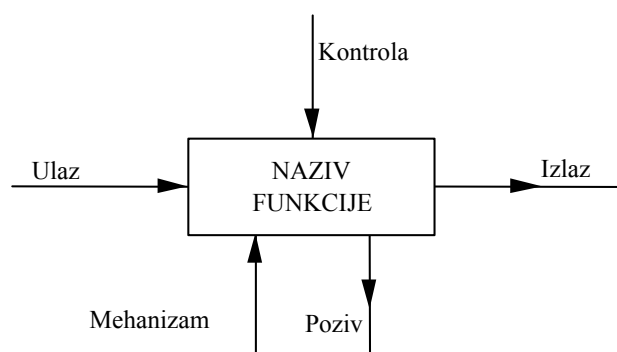 Kontrola
Ulaz
NAZIV
FUNKCIJE
Izlaz
Mehanizam
Poziv